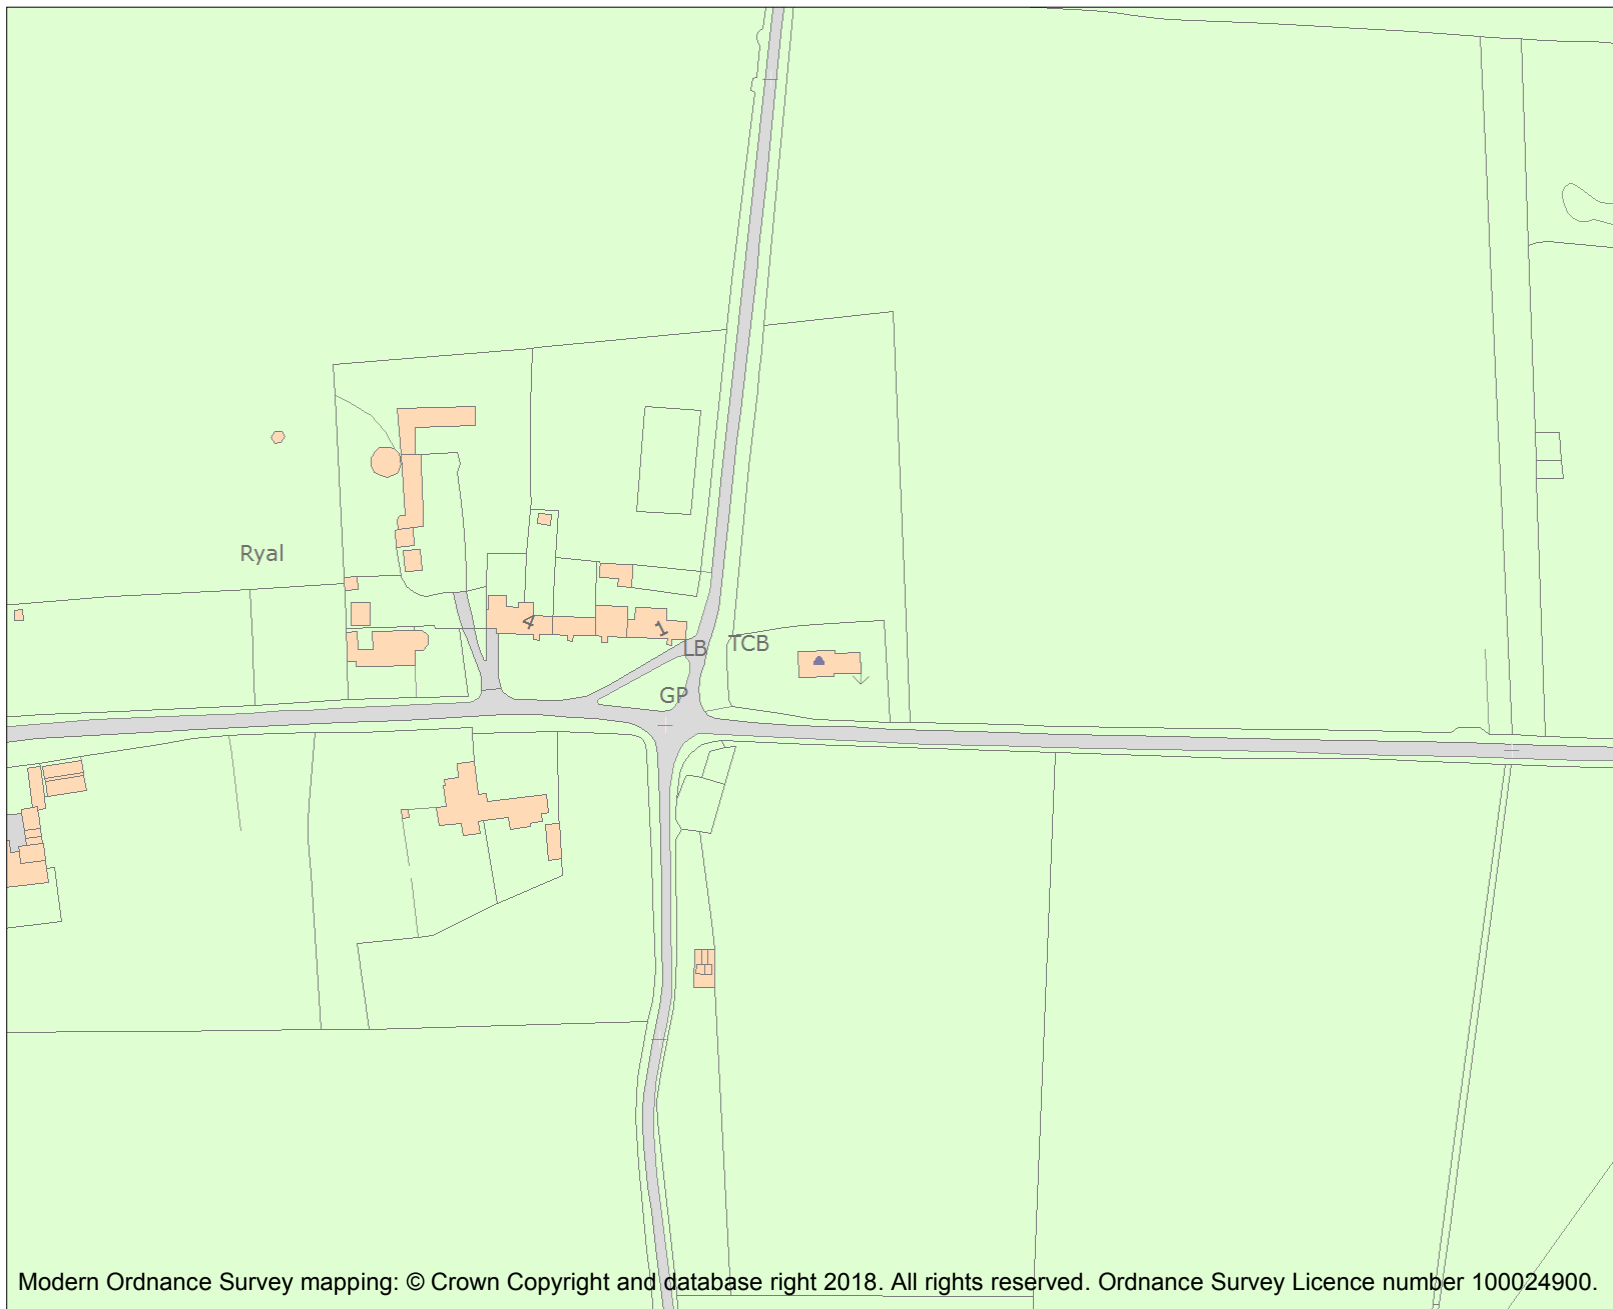 Ryal
4
1
LB
TCB
GP
Modern Ordnance Survey mapping: © Crown Copyright and database right 2018. All rights reserved. Ordnance Survey Licence number 100024900.